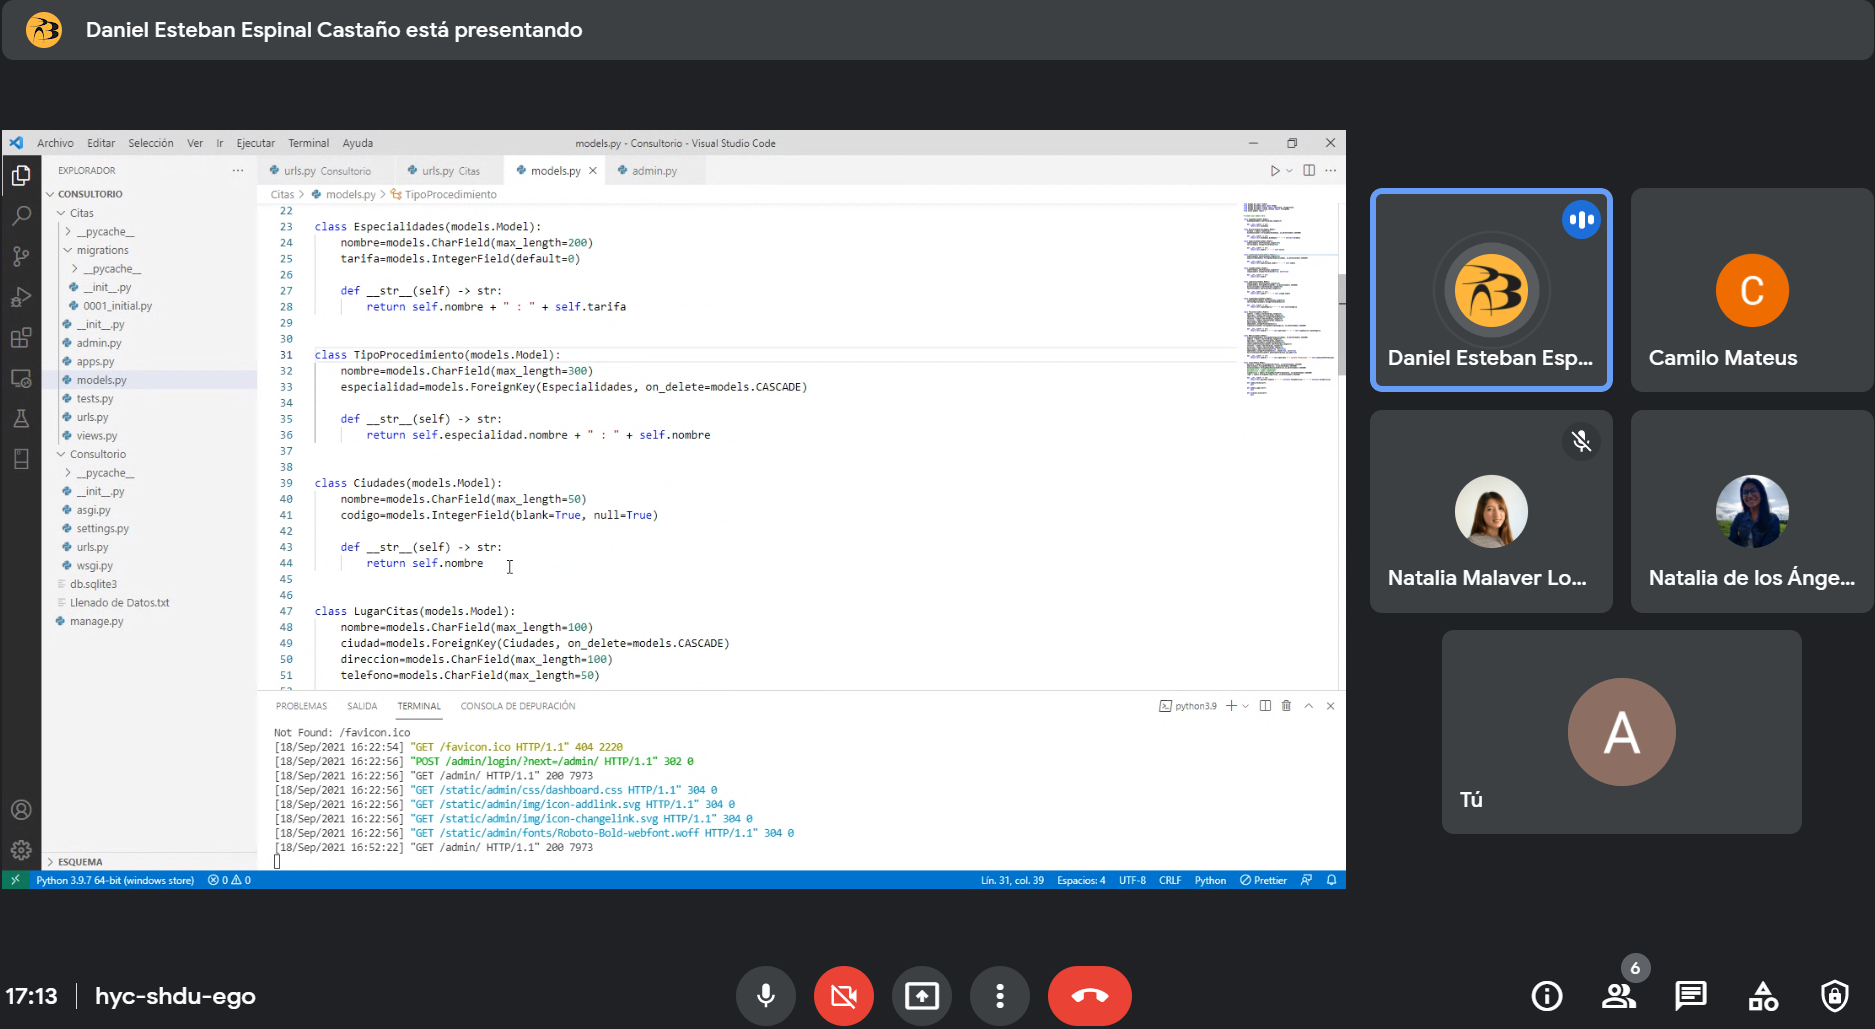 Daniel Esteban Espinal Castaño está presentando
Archivo Editar Selección Ver Ir Ejecutar Terminal Ayuda
models.py - Consultorio - Visual Studio Code
EXPLORADOR
CONSULTORIO
Citas
__pycache__
migrations
__pycache__
__init__.py
0001_initial.py
__init__.py
admin.py
apps.py
models.py
tests.py
urls.py
views.py
Consultorio
__pycache__
__init__.py
asgi.py
settings.py
urls.py
wsgi.py
db.sqlite3
Llenado de Datos.txt
manage.py
ESQUEMA
urls.py Consultorio
urls.py Citas
models.py
admin.py
Citas > models.py > TipoProcedimiento
22
23 class Especialidades(models.Model):
24 nombre=models.CharField(max_length=200)
25 tarifa=models.IntegerField(default=0)
26
27 def __str__(self) -> str:
28 return self.nombre + " : " + self.tarifa
29
30
31 class TipoProcedimiento(models.Model):
32 nombre=models.CharField(max_length=300)
33 especialidad=models.ForeignKey(Especialidades, on_delete=models.CASCADE)
34
35 def __str__(self) -> str:
36 return self.especialidad.nombre + " : " + self.nombre
37
38
39 class Ciudades(models.Model):
40 nombre=models.CharField(max_length=50)
41 codigo=models.IntegerField(blank=True, null=True)
42
43 def __str__(self) -> str:
44 return self.nombre
45
46
47 class LugarCitas(models.Model):
48 nombre=models.CharField(max_length=100)
49 ciudad=models.ForeignKey(Ciudades, on_delete=models.CASCADE)
50 direccion=models.CharField(max_length=100)
51 telefono=models.CharField(max_length=50)
PROBLEMAS SALIDA TERMINAL CONSOLA DE DEPURACIÓN
python3.9
Not Found: /favicon.ico
[18/Sep/2021 16:22:54] "GET /favicon.ico HTTP/1.1" 404 2220
[18/Sep/2021 16:22:56] "POST /admin/login/?next=/admin/ HTTP/1.1" 302 0
[18/Sep/2021 16:22:56] "GET /admin/ HTTP/1.1" 200 7973
[18/Sep/2021 16:22:56] "GET /static/admin/css/dashboard.css HTTP/1.1" 304 0
[18/Sep/2021 16:22:56] "GET /static/admin/img/icon-addlink.svg HTTP/1.1" 304 0
[18/Sep/2021 16:22:56] "GET /static/admin/img/icon-changelink.svg HTTP/1.1" 304 0
[18/Sep/2021 16:22:56] "GET /static/admin/fonts/Roboto-Bold-webfont.woff HTTP/1.1" 304 0
[18/Sep/2021 16:52:22] "GET /admin/ HTTP/1.1" 200 7973
Python 3.9.7 64-bit (windows store) 0 0
Lín. 31, col. 39 Espacios: 4 UTF-8 CRLF Python Prettier
Daniel Esteban Esp...
C
Camilo Mateus
Natalia Malaver Lo...
Natalia de los Ánge...
A
Tú
17:13 | hyc-shdu-ego
6